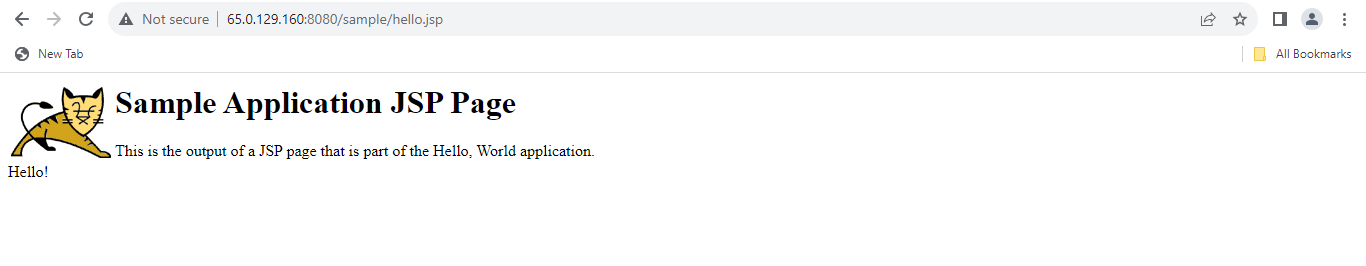 Not secure 65.0.129.160:8080/sample/hello.jsp
New Tab All Bookmarks
Sample Application JSP Page
This is the output of a JSP page that is part of the Hello, World application.
Hello!